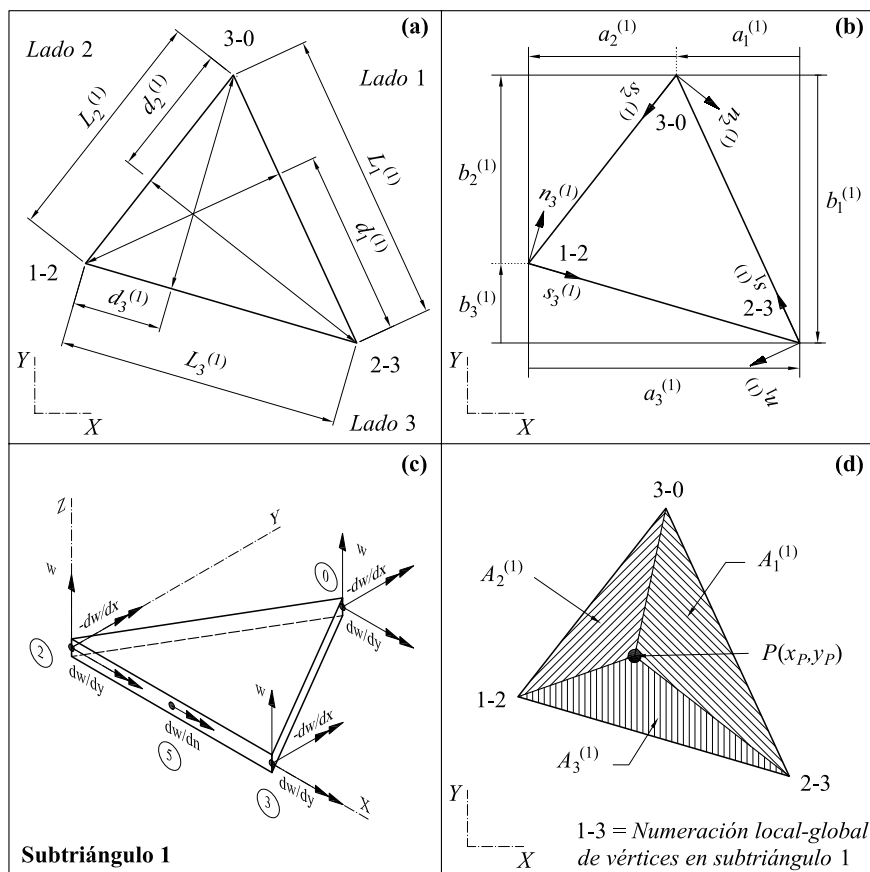 (a)
3-0
Lado 2
Lado 1
L₂⁽¹⁾
d₂⁽¹⁾
L₁⁽¹⁾
d₁⁽¹⁾
1-2
d₃⁽¹⁾
L₃⁽¹⁾
2-3
Y
X
Lado 3
(b)
a₂⁽¹⁾
a₁⁽¹⁾
s₂⁽¹⁾
n₂⁽¹⁾
3-0
b₂⁽¹⁾
n₃⁽¹⁾
b₁⁽¹⁾
1-2
s₁⁽¹⁾
b₃⁽¹⁾
s₃⁽¹⁾
2-3
Y
a₃⁽¹⁾
n₁⁽¹⁾
X
(c)
Z
Y
w
w
0
-dw/dx
-dw/dx
dw/dy
2
dw/dy
w
-dw/dx
dw/dn
5
dw/dy
X
3
Subtriángulo 1
(d)
3-0
A₂⁽¹⁾
A₁⁽¹⁾
P(x_P,y_P)
1-2
A₃⁽¹⁾
2-3
Y
X
1-3 = Numeración local-global
de vértices en subtriángulo 1